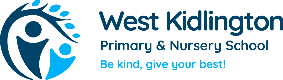 West Kidlington
Primary & Nursery School
Be kind, give your best!